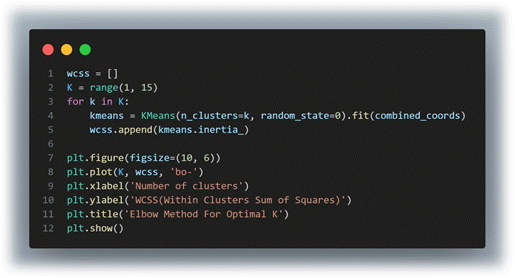 1 wcss = []
2 K = range(1, 15)
3 for k in K:
4     kmeans = KMeans(n_clusters=k, random_state=0).fit(combined_coords)
5     wcss.append(kmeans.inertia_)
6
7 plt.figure(figsize=(10, 6))
8 plt.plot(K, wcss, 'bo-')
9 plt.xlabel('Number of clusters')
10 plt.ylabel('WCSS(Within Clusters Sum of Squares)')
11 plt.title('Elbow Method For Optimal K')
12 plt.show()